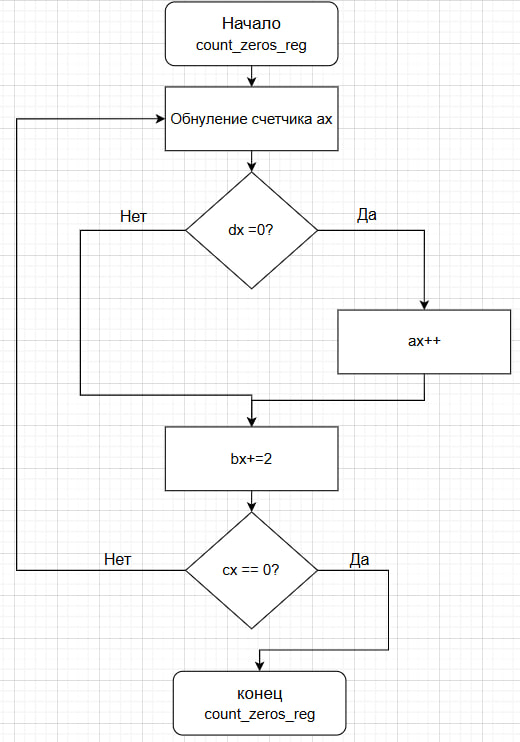 Начало
count_zeros_reg
Обнуление счетчика ax
Нет
Да
dx =0?
ax++
bx+=2
Нет
Да
cx == 0?
конец
count_zeros_reg